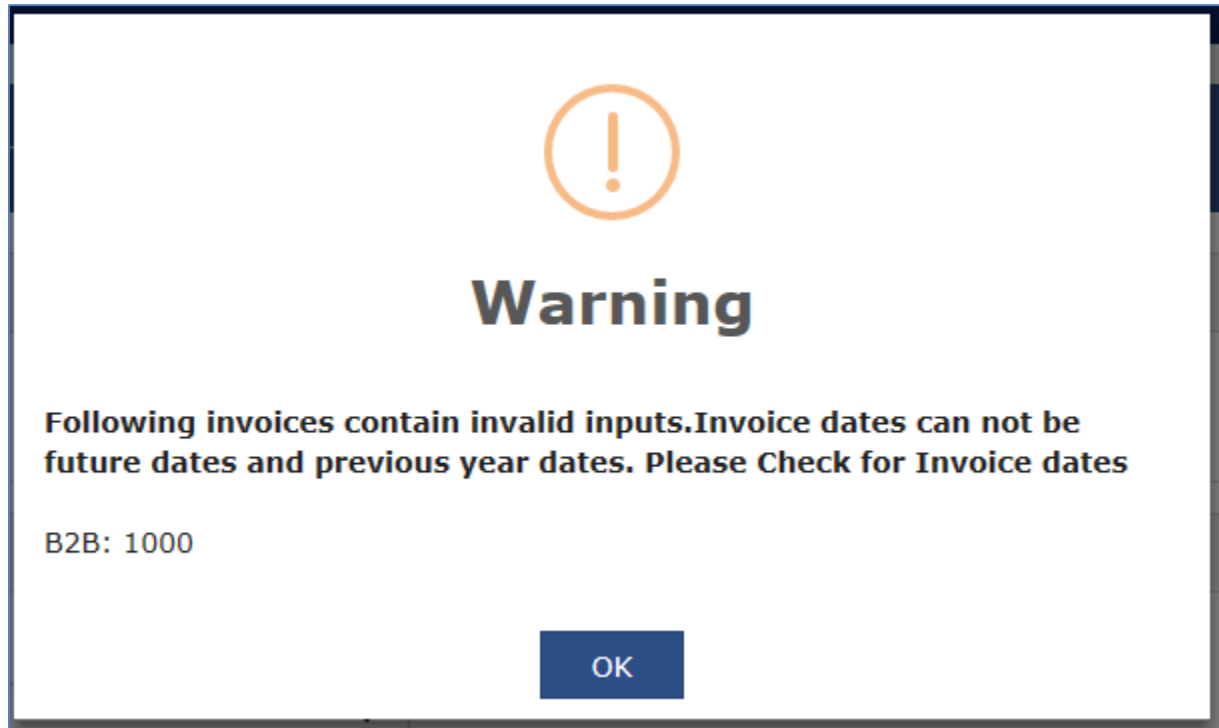 Warning
Following invoices contain invalid inputs.Invoice dates can not be
future dates and previous year dates. Please Check for Invoice dates
B2B: 1000
OK